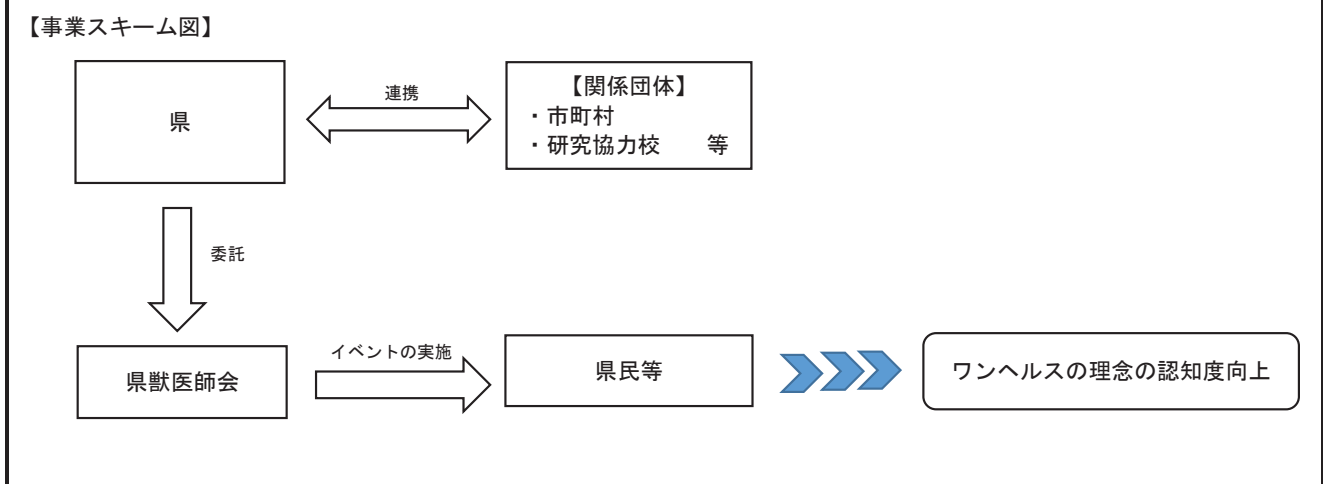 【事業スキーム図】
県
連携
【関係団体】
・市町村
・研究協力校　　等
委託
県獣医師会
イベントの実施
県民等
ワンヘルスの理念の認知度向上